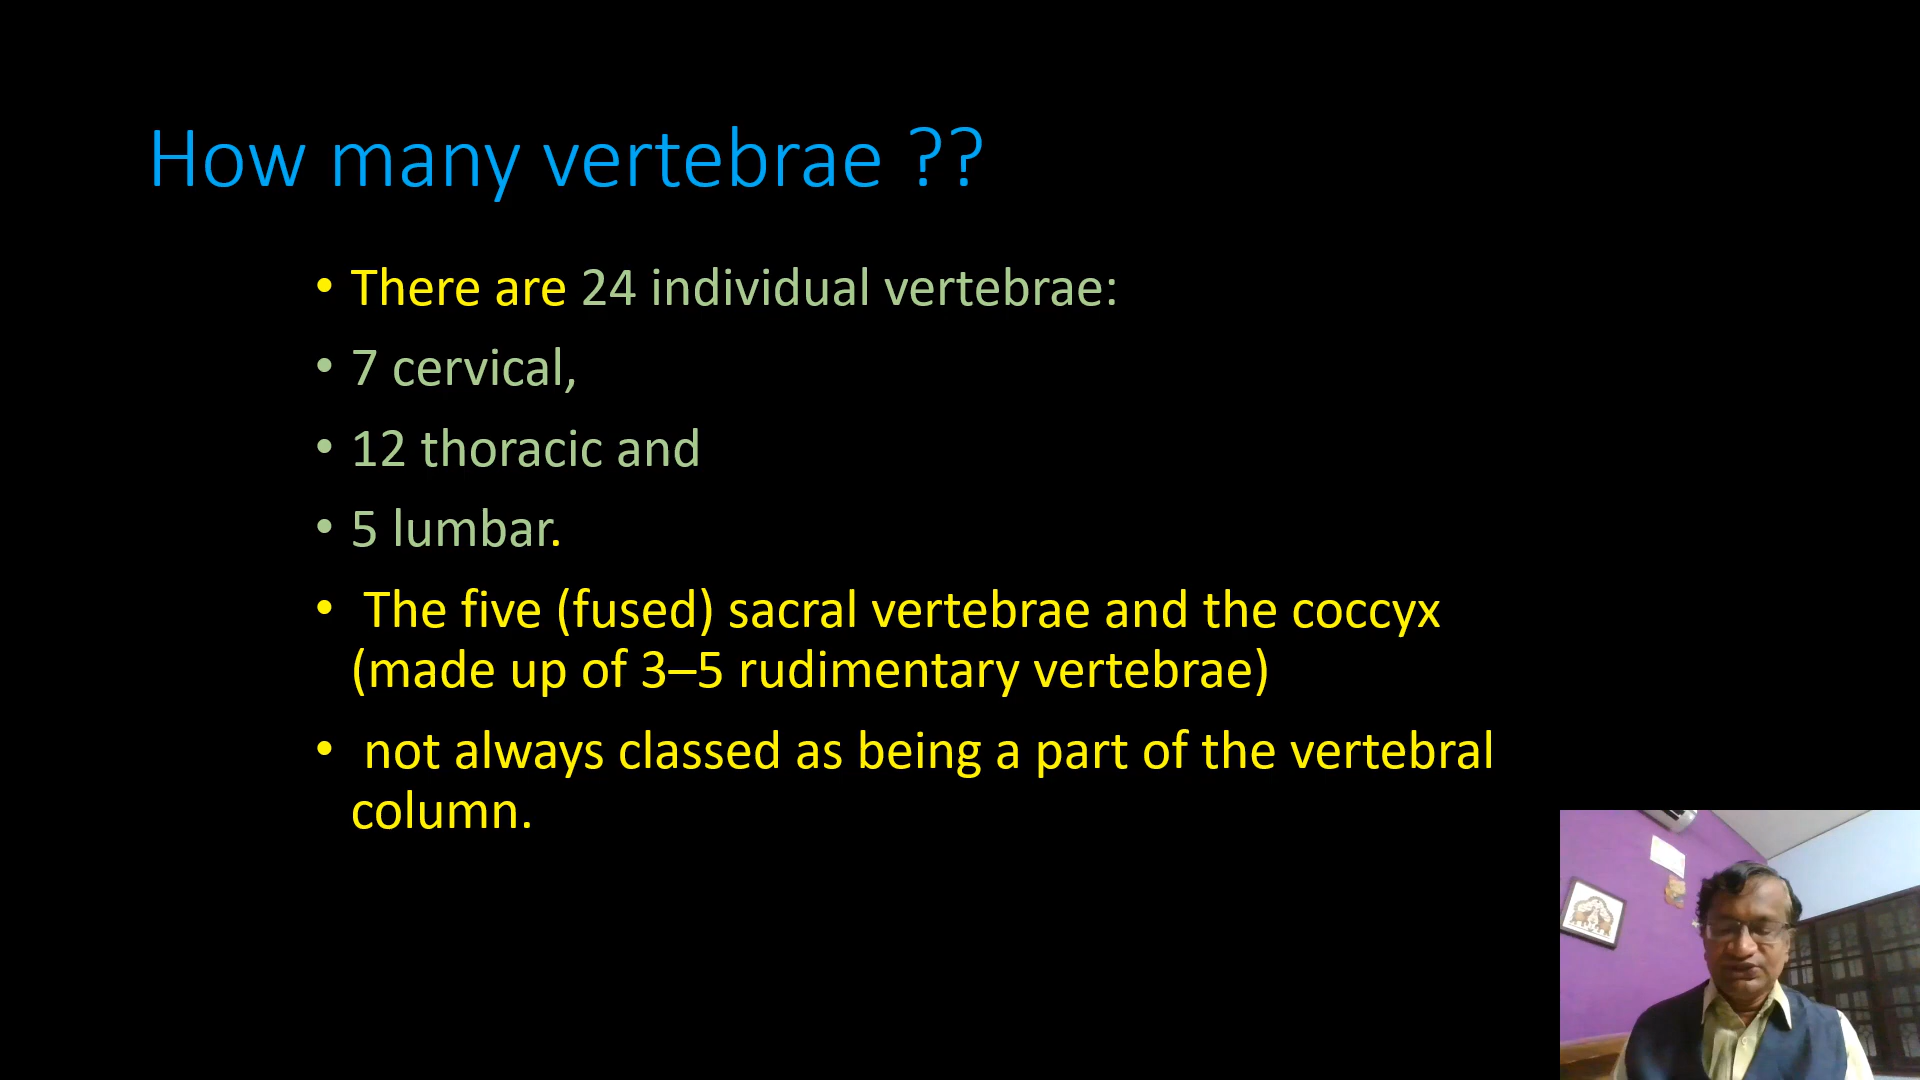 How many vertebrae ??
• There are 24 individual vertebrae:
• 7 cervical,
• 12 thoracic and
• 5 lumbar.
• The five (fused) sacral vertebrae and the coccyx
(made up of 3–5 rudimentary vertebrae)
• not always classed as being a part of the vertebral
column.